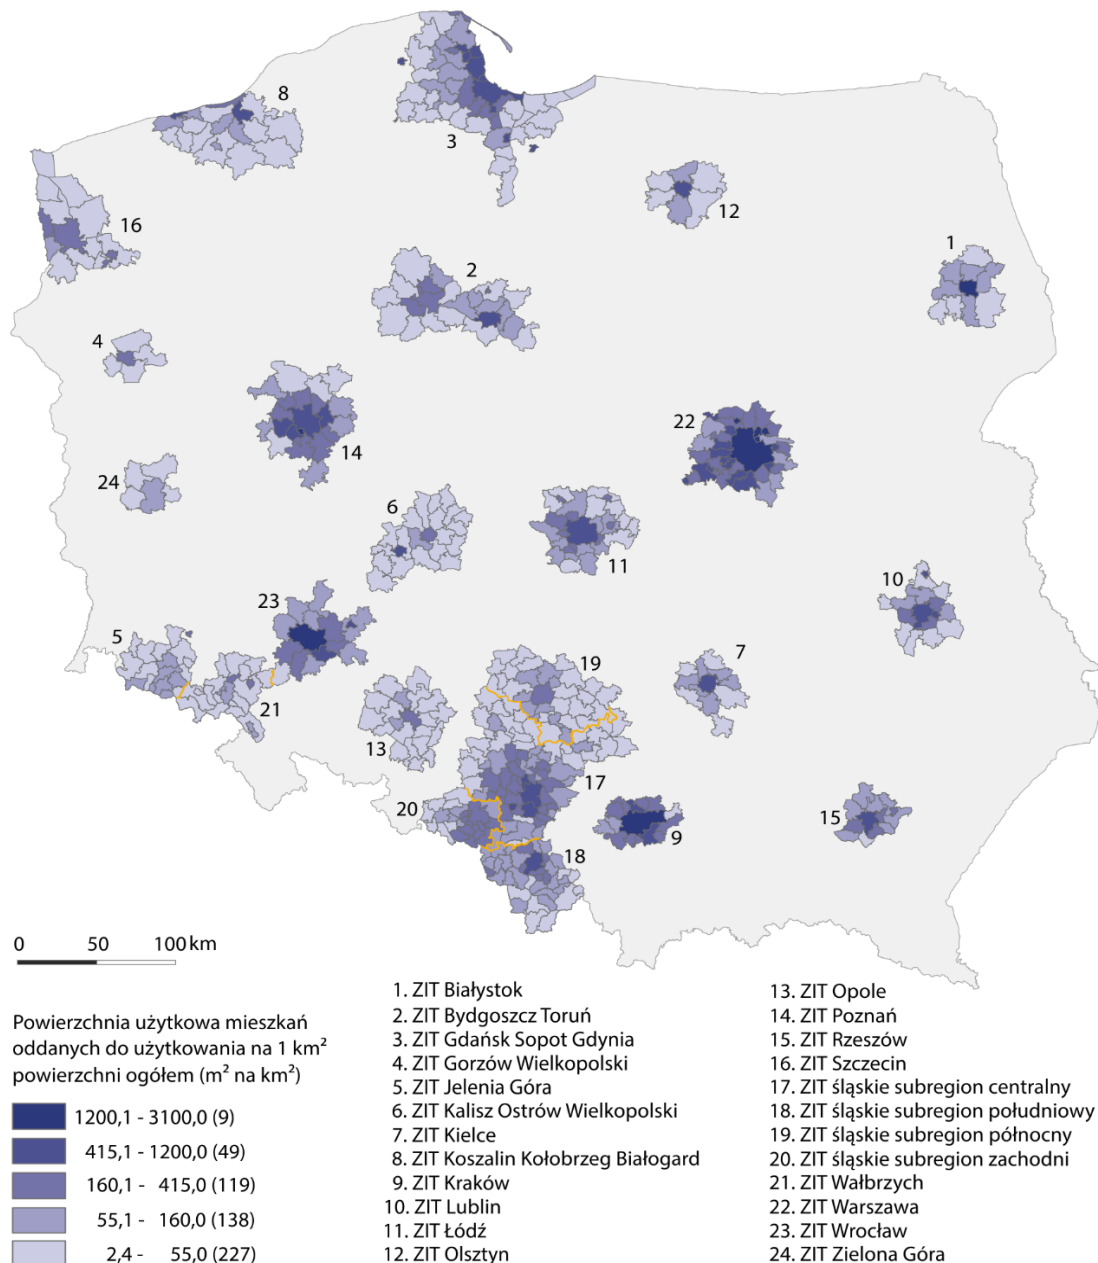 8
3
16
12
1
2
4
22
14
24
6
11
10
23
5
7
19
21
13
17
20
15
9
18
0 50 100 km
Powierzchnia użytkowa mieszkań
oddanych do użytkowania na 1 km²
powierzchni ogółem (m² na km²)
1200,1 - 3100,0 (9)
415,1 - 1200,0 (49)
160,1 - 415,0 (119)
55,1 - 160,0 (138)
2,4 - 55,0 (227)
1. ZIT Białystok
2. ZIT Bydgoszcz Toruń
3. ZIT Gdańsk Sopot Gdynia
4. ZIT Gorzów Wielkopolski
5. ZIT Jelenia Góra
6. ZIT Kalisz Ostrów Wielkopolski
7. ZIT Kielce
8. ZIT Koszalin Kołobrzeg Białogard
9. ZIT Kraków
10. ZIT Lublin
11. ZIT Łódź
12. ZIT Olsztyn
13. ZIT Opole
14. ZIT Poznań
15. ZIT Rzeszów
16. ZIT Szczecin
17. ZIT śląskie subregion centralny
18. ZIT śląskie subregion południowy
19. ZIT śląskie subregion północny
20. ZIT śląskie subregion zachodni
21. ZIT Wałbrzych
22. ZIT Warszawa
23. ZIT Wrocław
24. ZIT Zielona Góra